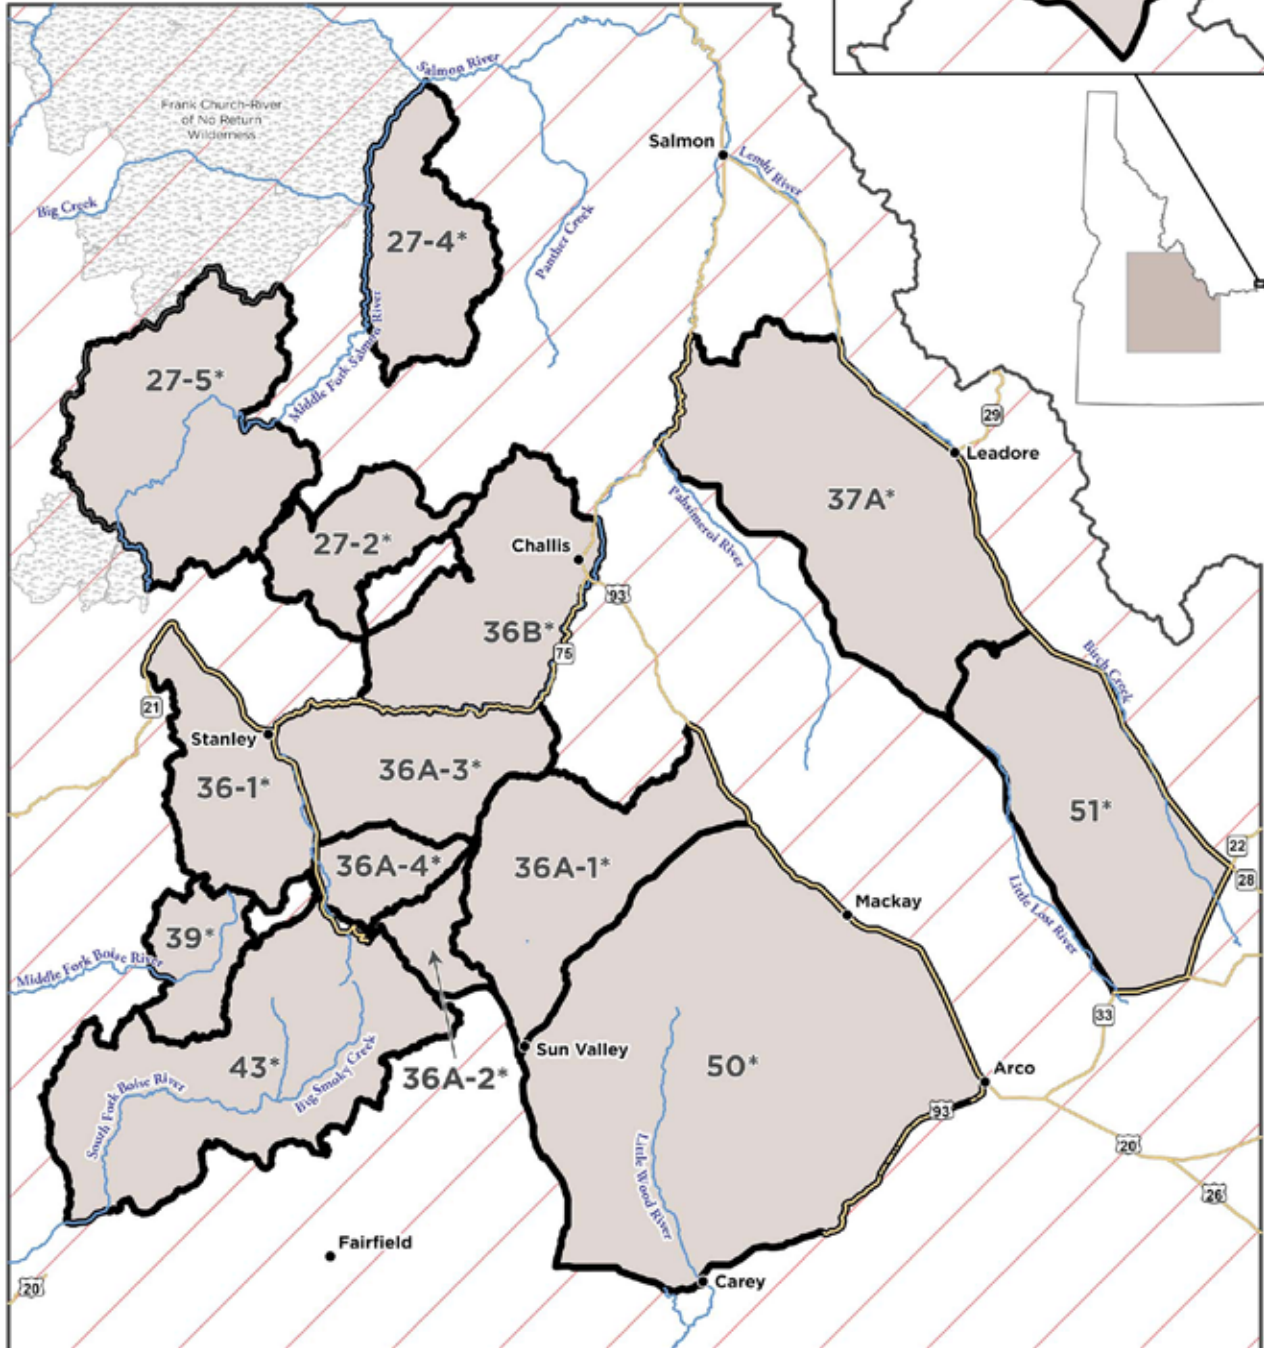 Salmon River
Frank Church-River
of No Return
Wilderness
Salmon
Lemhi River
Big Creek
27-4*
Panther Creek
Middle Fork Salmon River
27-5*
29
Leadore
37A*
Pahsimeroi River
27-2*
Challis
93
36B*
75
Birch Creek
21
Stanley
36-1*
36A-3*
51*
22
28
36A-4*
36A-1*
Little Lost River
Mackay
39*
Middle Fork Boise River
33
Sun Valley
43*
36A-2*
50*
Arco
Big Smoky Creek
South Fork Boise River
93
20
Little Wood River
26
Fairfield
Carey
20